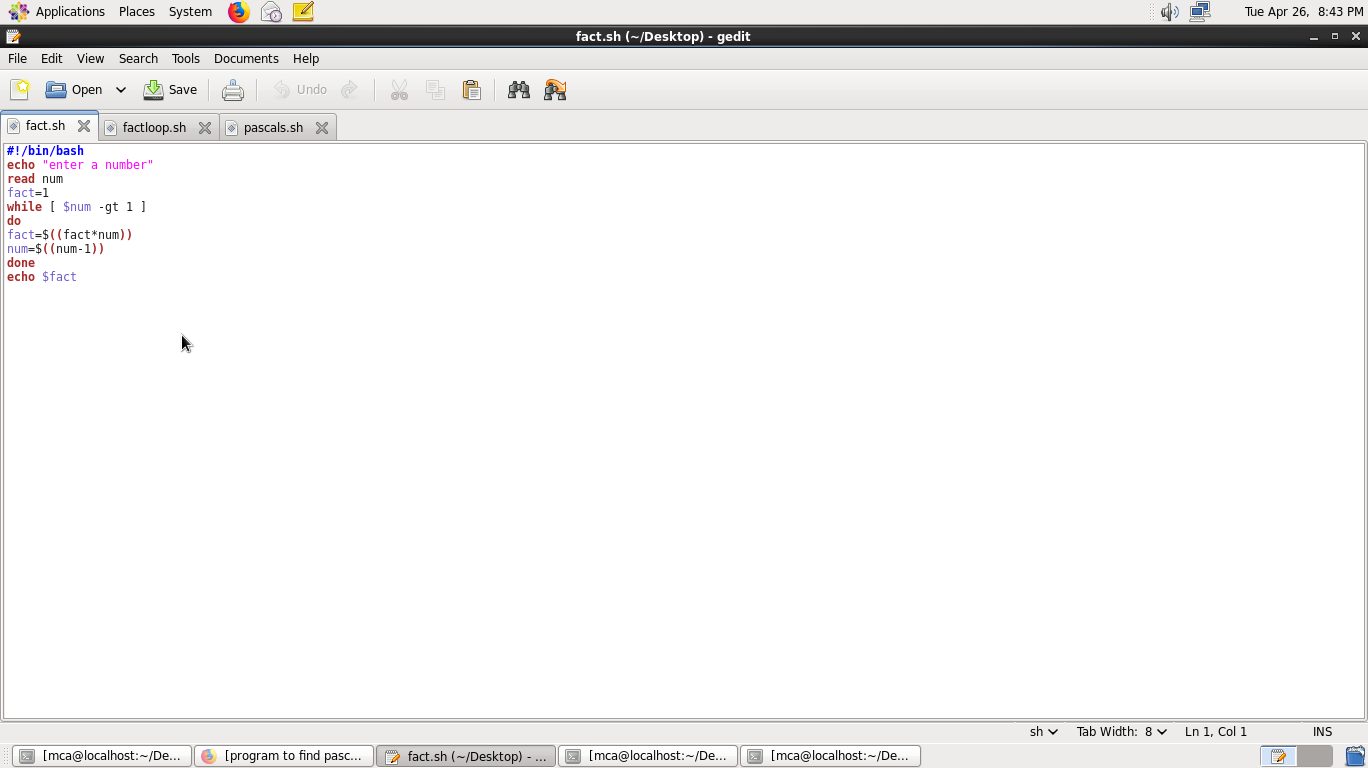 Applications Places System Tue Apr 26, 8:43 PM
fact.sh (~/Desktop) - gedit
File Edit View Search Tools Documents Help
Open Save Undo
fact.sh factloop.sh pascals.sh
#!/bin/bash
echo "enter a number"
read num
fact=1
while [ $num -gt 1 ]
do
fact=$((fact*num))
num=$((num-1))
done
echo $fact
sh Tab Width: 8 Ln 1, Col 1 INS
[mca@localhost:~/De... [program to find pasc... fact.sh (~/Desktop) - ... [mca@localhost:~/De... [mca@localhost:~/De...